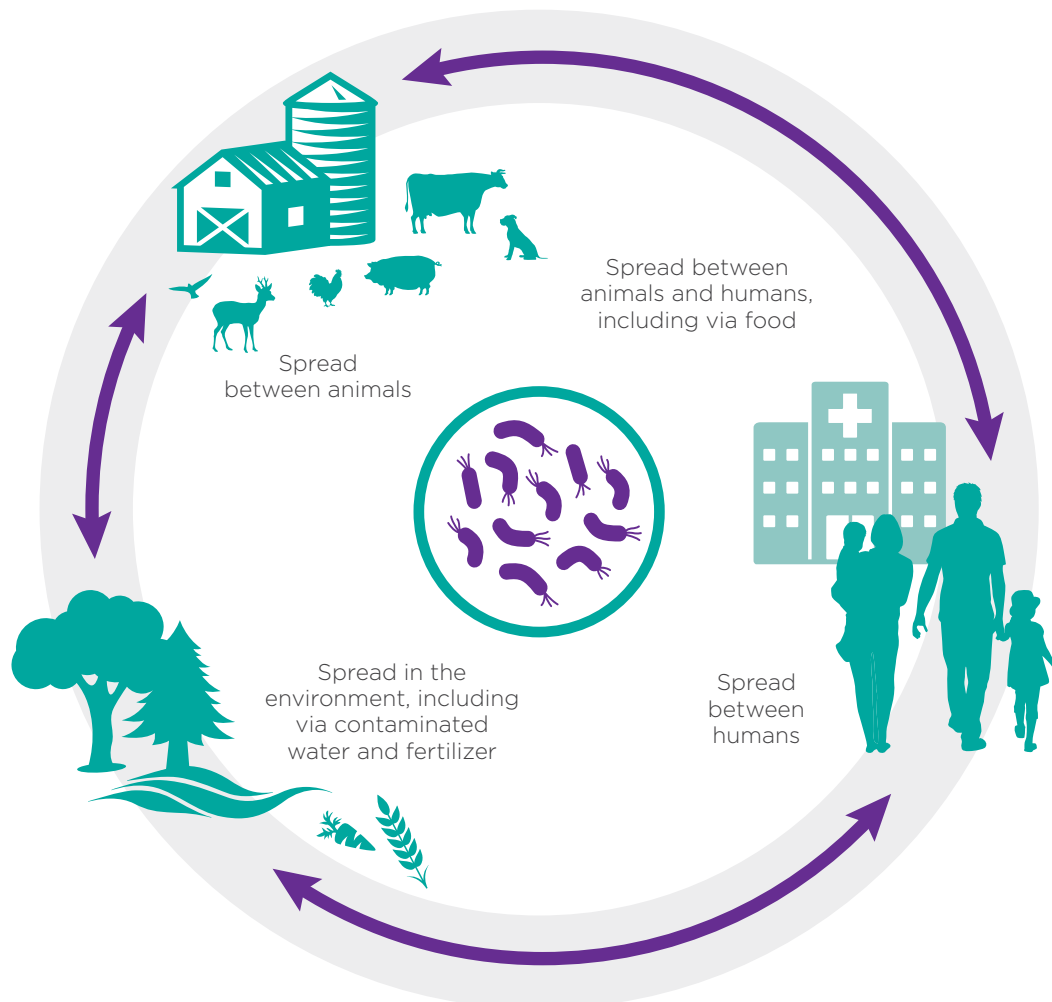 Spread between
animals and humans,
including via food
Spread
between animals
Spread in the
environment, including
via contaminated
water and fertilizer
Spread
between
humans